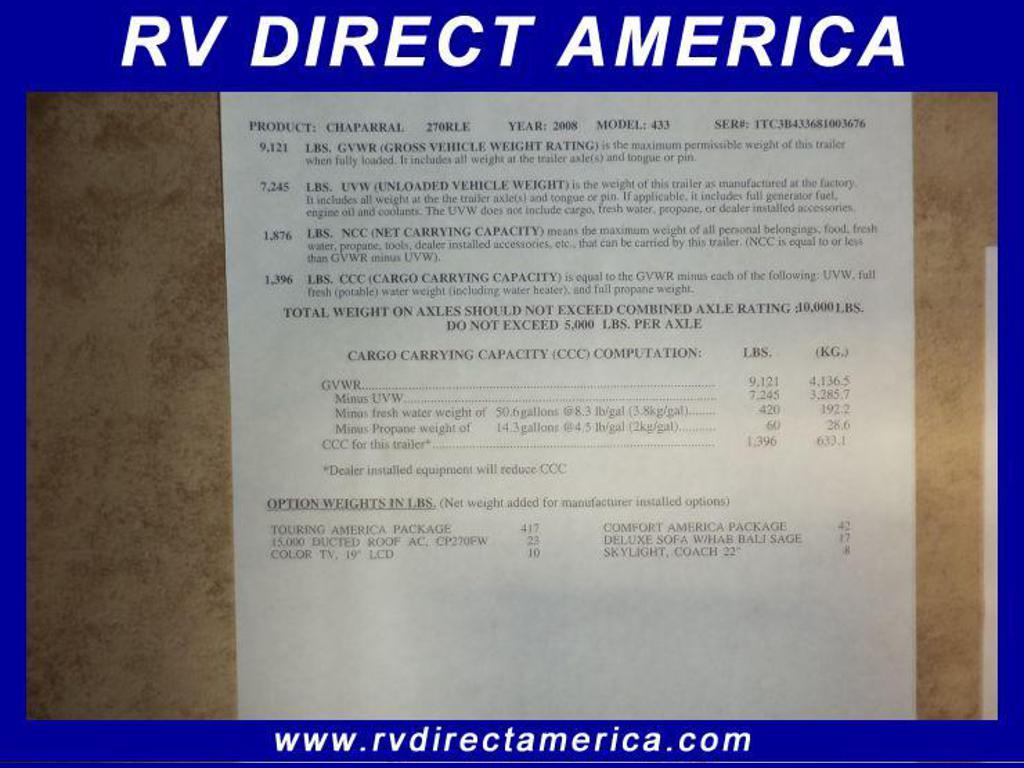 RV DIRECT AMERICA
PRODUCT: CHAPARRAL 270RLE YEAR: 2008 MODEL: 433 SER#: 1TC3B433681003676
9,121 LBS. GVWR (GROSS VEHICLE WEIGHT RATING) is the maximum permissible weight of this trailer
when fully loaded. It includes all weight at the trailer axle(s) and tongue or pin.
7,245 LBS. UVW (UNLOADED VEHICLE WEIGHT) is the weight of this trailer as manufactured at the factory.
It includes all weight at the the trailer axle(s) and tongue or pin. If applicable, it includes full generator fuel,
engine oil and coolants. The UVW does not include cargo, fresh water, propane, or dealer installed accessories.
1,876 LBS. NCC (NET CARRYING CAPACITY) means the maximum weight of all personal belongings, food, fresh
water, propane, tools, dealer installed accessories, etc., that can be carried by this trailer. (NCC is equal to or less
than GVWR minus UVW).
1,396 LBS. CCC (CARGO CARRYING CAPACITY) is equal to the GVWR minus each of the following: UVW, full
fresh (potable) water weight (including water heater), and full propane weight.
TOTAL WEIGHT ON AXLES SHOULD NOT EXCEED COMBINED AXLE RATING :10,000 LBS.
DO NOT EXCEED 5,000 LBS. PER AXLE
CARGO CARRYING CAPACITY (CCC) COMPUTATION: LBS. (KG.)
GVWR........ 9,121 4,136.5
Minus UVW........ 7,245 3,285.7
Minus fresh water weight of 50.6 gallons @8.3 lb/gal (3.8kg/gal)........ 420 192.2
Minus Propane weight of 14.3 gallons @4.5 lb/gal (2kg/gal)........... 60 28.6
CCC for this trailer*........ 1,396 633.1
*Dealer installed equipment will reduce CCC
OPTION WEIGHTS IN LBS. (Net weight added for manufacturer installed options)
TOURING AMERICA PACKAGE 417 COMFORT AMERICA PACKAGE 42
15,000 DUCTED ROOF AC, CP270FW 23 DELUXE SOFA W/HAB BALI SAGE 17
COLOR TV, 19" LCD 10 SKYLIGHT, COACH 22" 8
www.rvdirectamerica.com